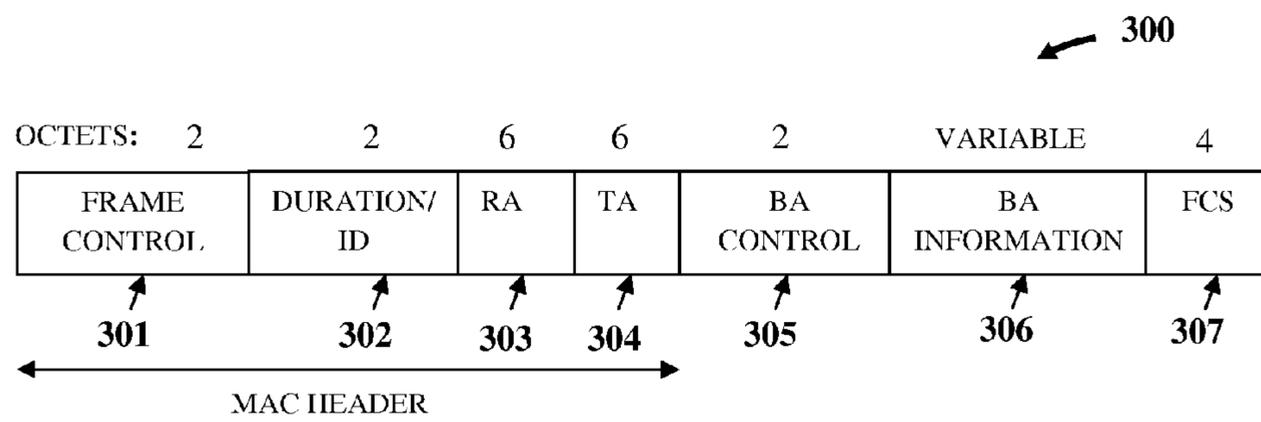 300
OCTETS: 2 2 6 6 2 VARIABLE 4
FRAME CONTROL DURATION/ ID RA TA BA CONTROL BA INFORMATION FCS
301 302 303 304 305 306 307
MAC HEADER